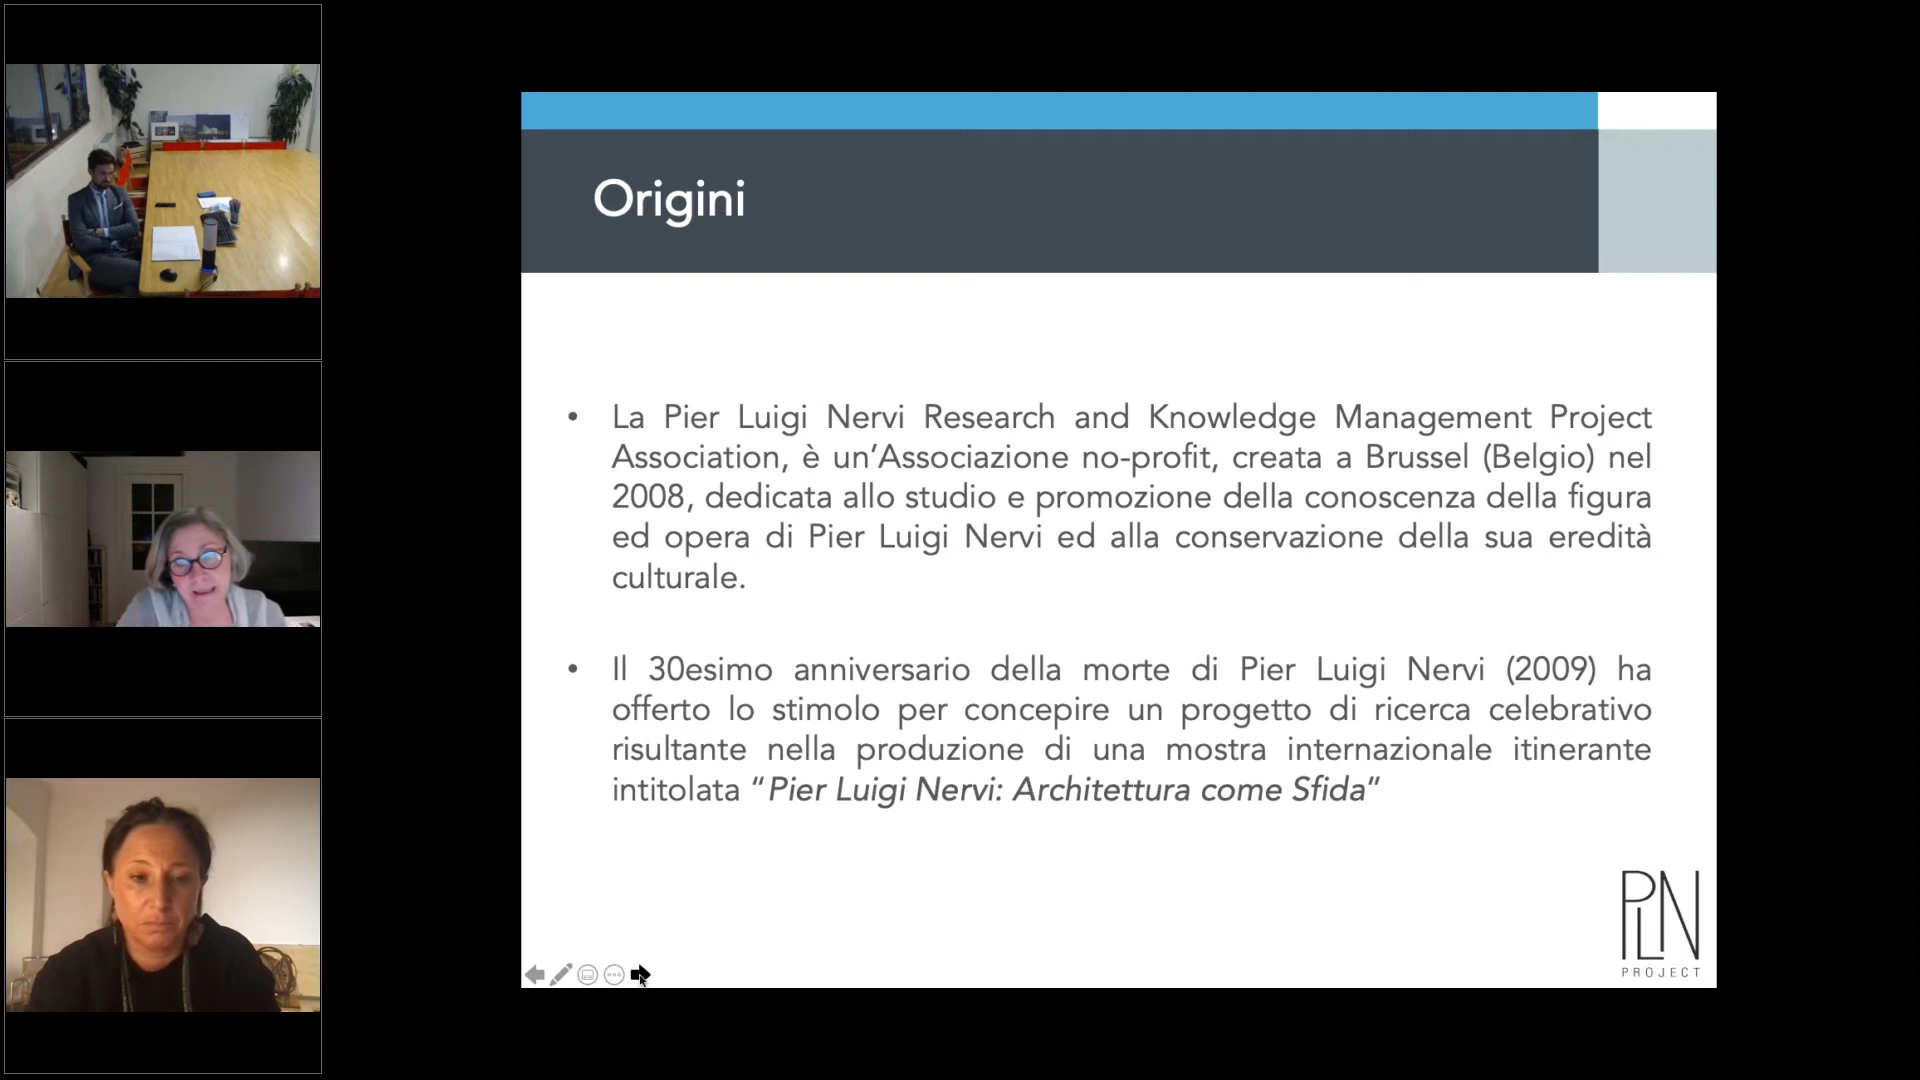 Origini
• La Pier Luigi Nervi Research and Knowledge Management Project
Association, è un’Associazione no-profit, creata a Brussel (Belgio) nel
2008, dedicata allo studio e promozione della conoscenza della figura
ed opera di Pier Luigi Nervi ed alla conservazione della sua eredità
culturale.
• Il 30esimo anniversario della morte di Pier Luigi Nervi (2009) ha
offerto lo stimolo per concepire un progetto di ricerca celebrativo
risultante nella produzione di una mostra internazionale itinerante
intitolata “Pier Luigi Nervi: Architettura come Sfida”
PLN
PROJECT